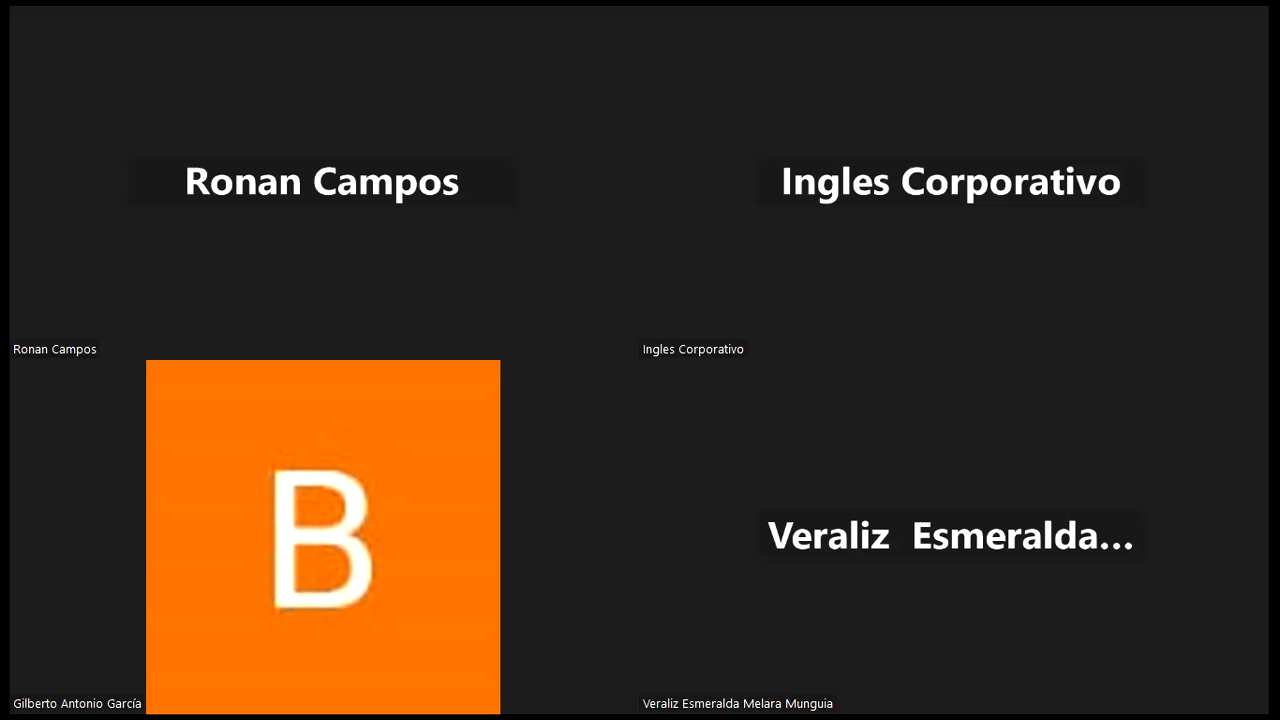 Ronan Campos
Ingles Corporativo
Ronan Campos
Ingles Corporativo
B
Veraliz  Esmeralda...
Gilberto Antonio García
Veraliz Esmeralda Melara Munguia